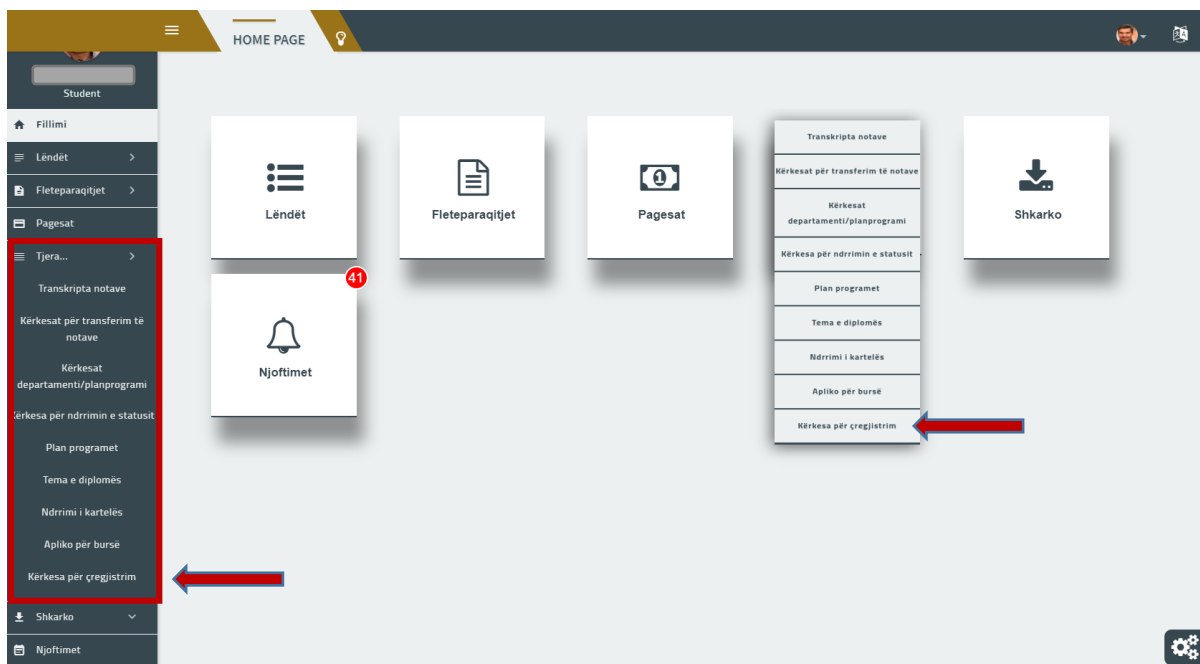 HOME PAGE
Student
Fillimi
Lëndët
Fleteparaqitjet
Pagesat
Tjera...
Transkripta notave
Kërkesat për transferim të
notave
Kërkesat
departamenti/planprogrami
Kërkesa për ndrrimin e statusit
Plan programet
Tema e diplomës
Ndrrimi i kartelës
Apliko për bursë
Kërkesa për çregjistrim
Shkarko
Njoftimet
Lëndët
Fleteparaqitjet
1
Pagesat
Transkripta notave
Kërkesat për transferim të notave
Kërkesat
departamenti/planprogrami
Kërkesa për ndrrimin e statusit
Plan programet
Tema e diplomës
Ndrrimi i kartelës
Apliko për bursë
Kërkesa për çregjistrim
Shkarko
41
Njoftimet